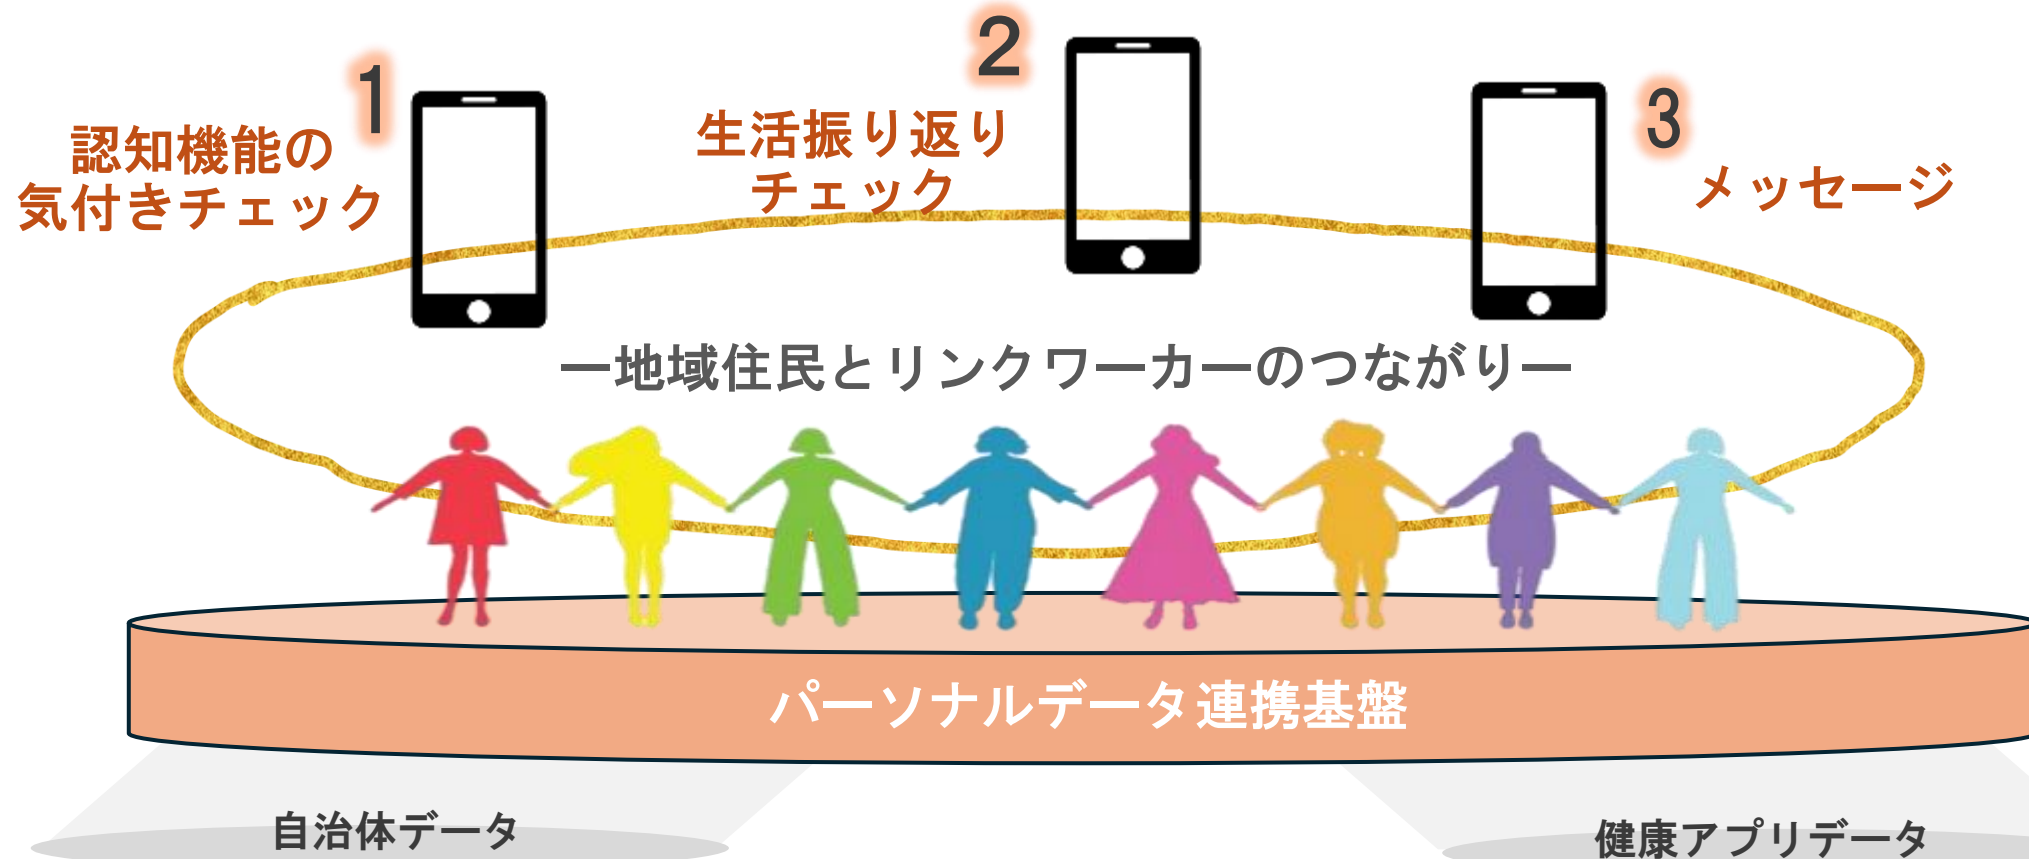 1
認知機能の
気付きチェック
2
生活振り返り
チェック
3
メッセージ
ー地域住民とリンクワーカーのつながりー
パーソナルデータ連携基盤
自治体データ
健康アプリデータ